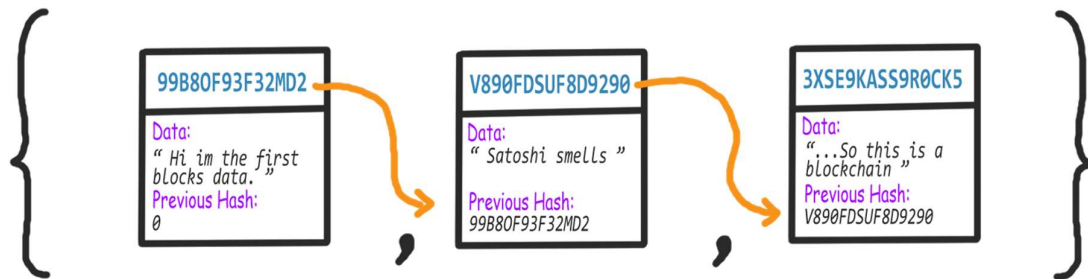 {
99B8OF93F32MD2
Data:
“ Hi im the first
blocks data. ”
Previous Hash:
0
,
V890FDSUF8D9290
Data:
“ Satoshi smells ”
Previous Hash:
99B8OF93F32MD2
,
3XSE9KASS9R0CK5
Data:
“...So this is a
blockchain ”
Previous Hash:
V890FDSUF8D9290
}